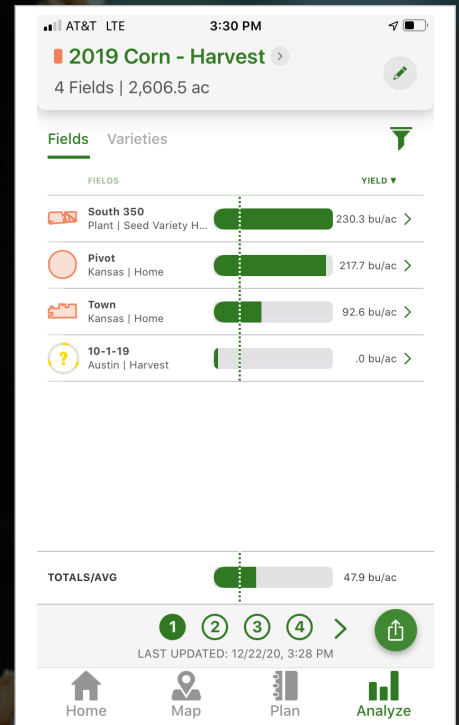 AT&T LTE 3:30 PM
2019 Corn - Harvest
4 Fields | 2,606.5 ac
Fields Varieties
FIELDS YIELD ▼
South 350
Plant | Seed Variety H... 230.3 bu/ac
Pivot
Kansas | Home 217.7 bu/ac
Town
Kansas | Home 92.6 bu/ac
?
10-1-19
Austin | Harvest .0 bu/ac
TOTALS/AVG 47.9 bu/ac
1 2 3 4
LAST UPDATED: 12/22/20, 3:28 PM
Home Map Plan Analyze